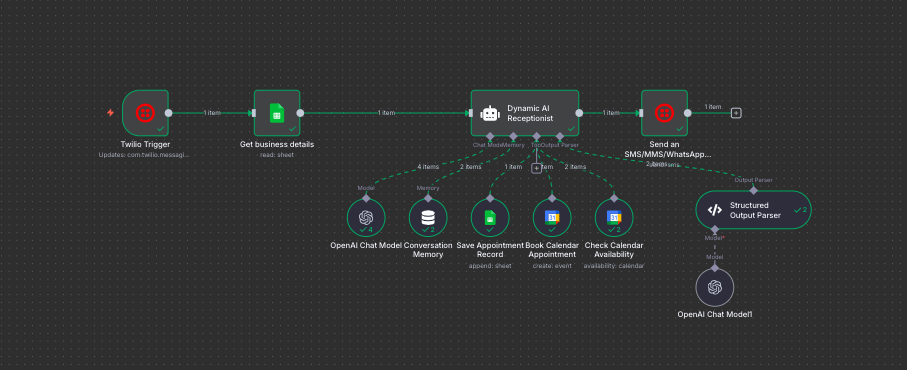 1 item
1 item
1 item
1 item
Twilio Trigger
Updates: com.twilio.messagi...
Get business details
read: sheet
Dynamic AI
Receptionist
Chat Model
Memory
Tool
Output Parser
Send an
SMS/MMS/WhatsApp...
4 items
2 items
1 item
item
2 items
2 items
Model
Memory
Output Parser
Structured
Output Parser
2
4
2
2
31
31
OpenAI Chat Model
Conversation
Memory
Save Appointment
Record
append: sheet
Book Calendar
Appointment
create: event
Check Calendar
Availability
availability: calendar
Model*
Model
OpenAI Chat Model1